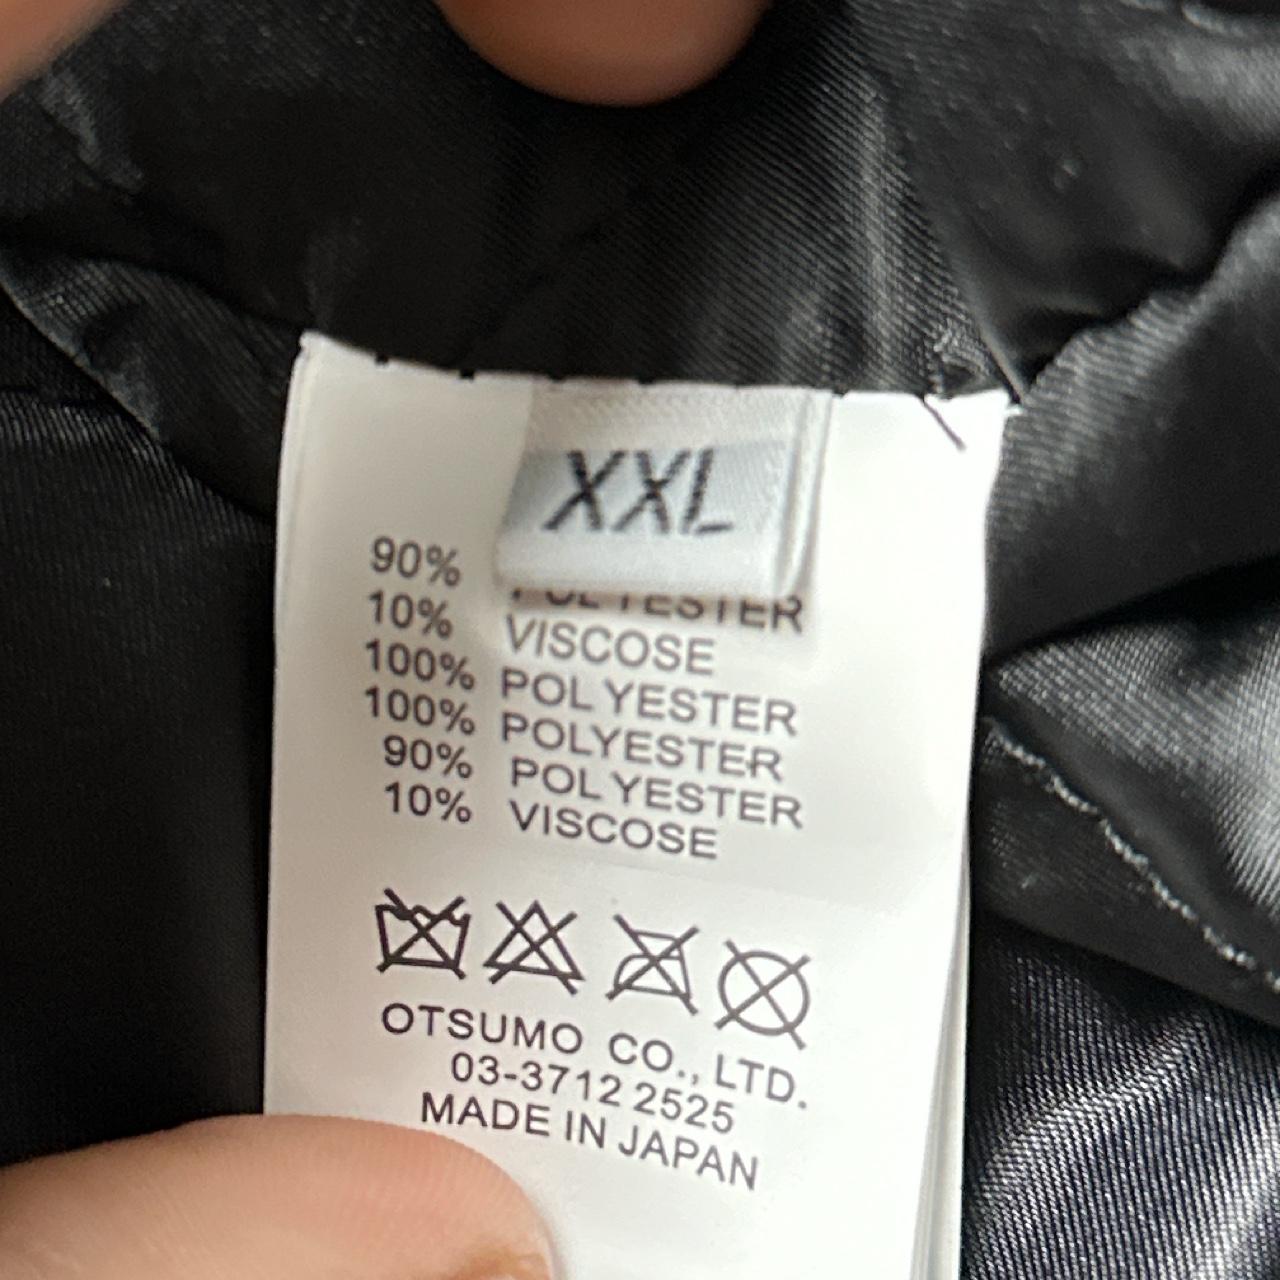 XXL
90% POLYESTER
10% VISCOSE
100% POLYESTER
100% POLYESTER
90% POLYESTER
10% VISCOSE
OTSUMO CO., LTD.
03-3712 2525
MADE IN JAPAN